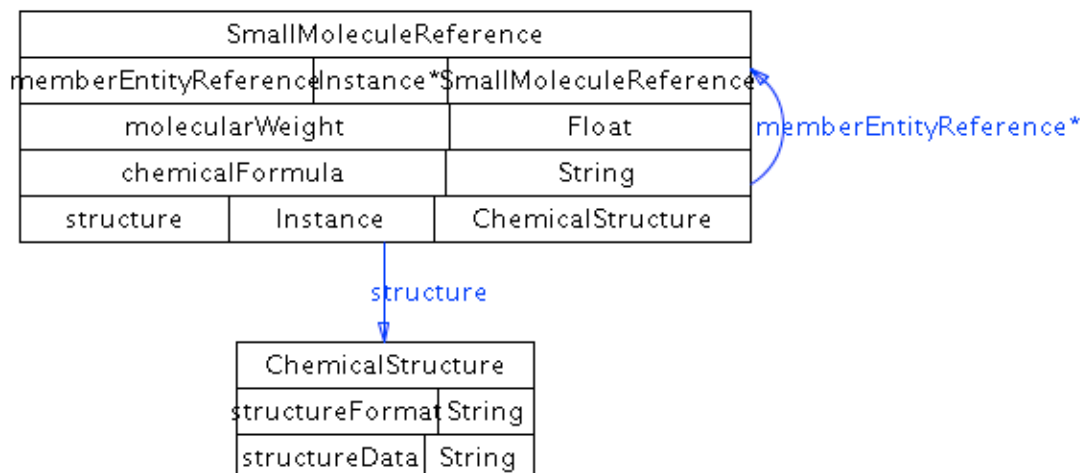 SmallMoleculeReference
memberEntityReference Instance* SmallMoleculeReference
molecularWeight Float
memberEntityReference*
chemicalFormula String
structure Instance ChemicalStructure
structure
ChemicalStructure
structureFormat String
structureData String